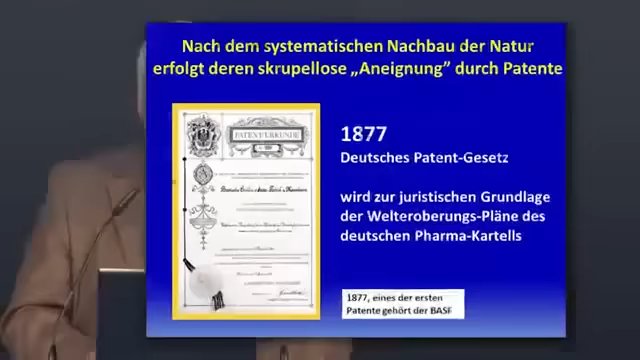 Nach dem systematischen Nachbau der Natur
erfolgt deren skrupellose „Aneignung” durch Patente
PATENTURKUNDE
1877
Deutsches Patent-Gesetz
wird zur juristischen Grundlage
der Welteroberungs-Pläne des
deutschen Pharma-Kartells
1877, eines der ersten
Patente gehört der BASF